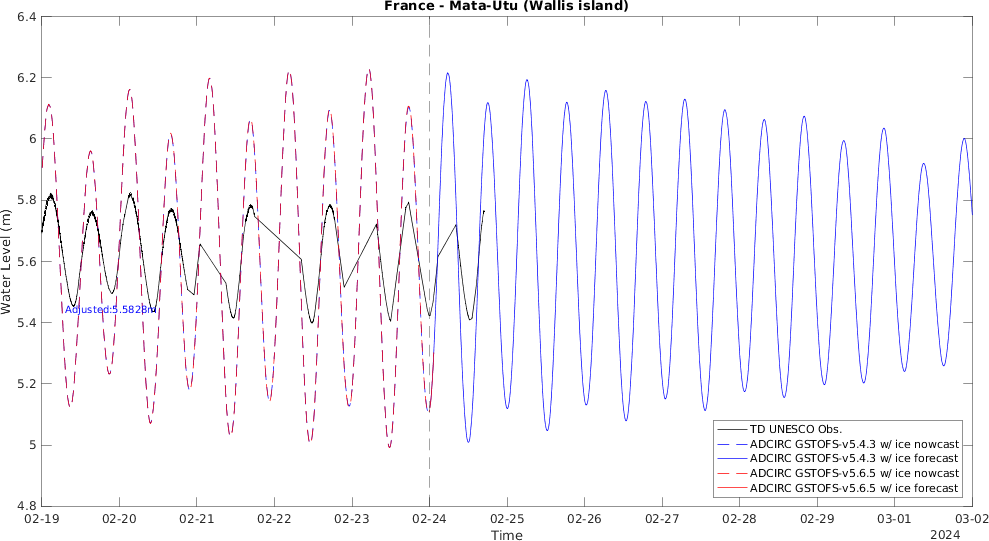 France - Mata-Utu (Wallis island)
6.4
6.2
6
5.8
5.6
5.4
5.2
5
4.8
Water Level (m)
Adjusted:5.5828m
TD UNESCO Obs.
ADCIRC GSTOFS-v5.4.3 w/ ice nowcast
ADCIRC GSTOFS-v5.4.3 w/ ice forecast
ADCIRC GSTOFS-v5.6.5 w/ ice nowcast
ADCIRC GSTOFS-v5.6.5 w/ ice forecast
02-19 02-20 02-21 02-22 02-23 02-24 02-25 02-26 02-27 02-28 02-29 03-01 03-02
Time
2024